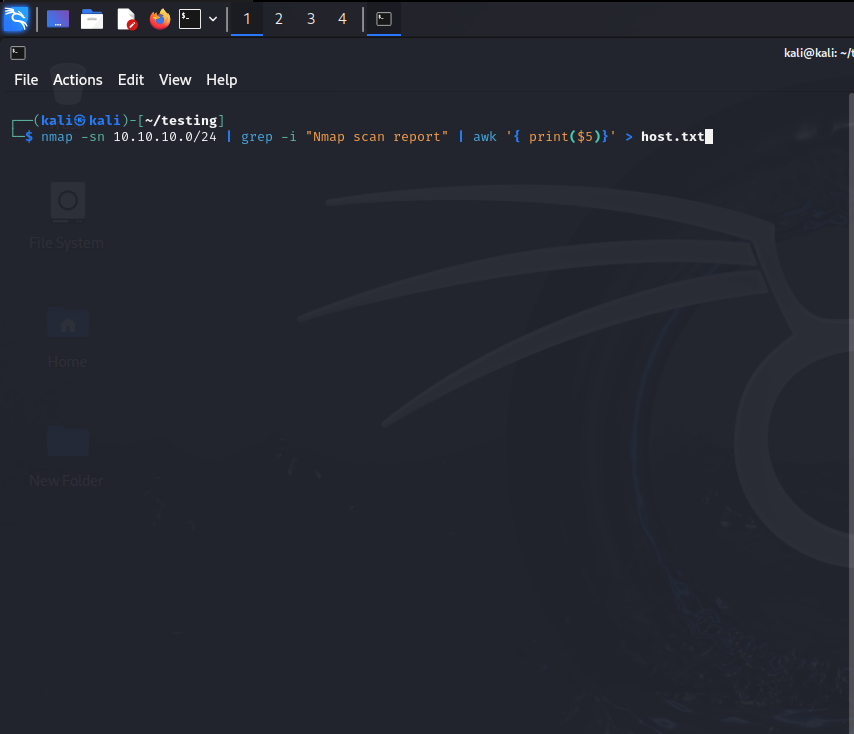 1 2 3 4
kali@kali: ~/t
File Actions Edit View Help
┌──(kali㉿kali)-[~/testing]
└─$ nmap -sn 10.10.10.0/24 | grep -i "Nmap scan report" | awk '{ print($5)}' > host.txt
File System
Home
New Folder